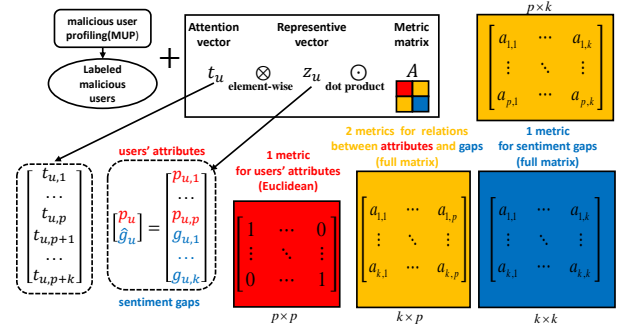 malicious user
profiling(MUP)
Labeled
malicious
users
+
Attention
vector
Representive
vector
Metric
matrix
t_u ⊗ z_u ⊙ A
element-wise
dot product
p × k
a_{1,1} ⋯ a_{1,k}
⋮ ⋱ ⋮
a_{p,1} ⋯ a_{p,k}
users' attributes
t_{u,1}
...
t_{u,p}
t_{u,p+1}
...
t_{u,p+k}
[p_u ĝ_u] =
p_{u,1}
...
p_{u,p}
g_{u,1}
...
g_{u,k}
sentiment gaps
1 metric
for users' attributes
(Euclidean)
1 ⋯ 0
⋮ ⋱ ⋮
0 ⋯ 1
p × p
2 metrics for relations
between attributes and gaps
(full matrix)
a_{1,1} ⋯ a_{1,p}
⋮ ⋱ ⋮
a_{k,1} ⋯ a_{k,p}
k × p
1 metric
for sentiment gaps
(full matrix)
a_{1,1} ⋯ a_{1,k}
⋮ ⋱ ⋮
a_{k,1} ⋯ a_{k,k}
k × k